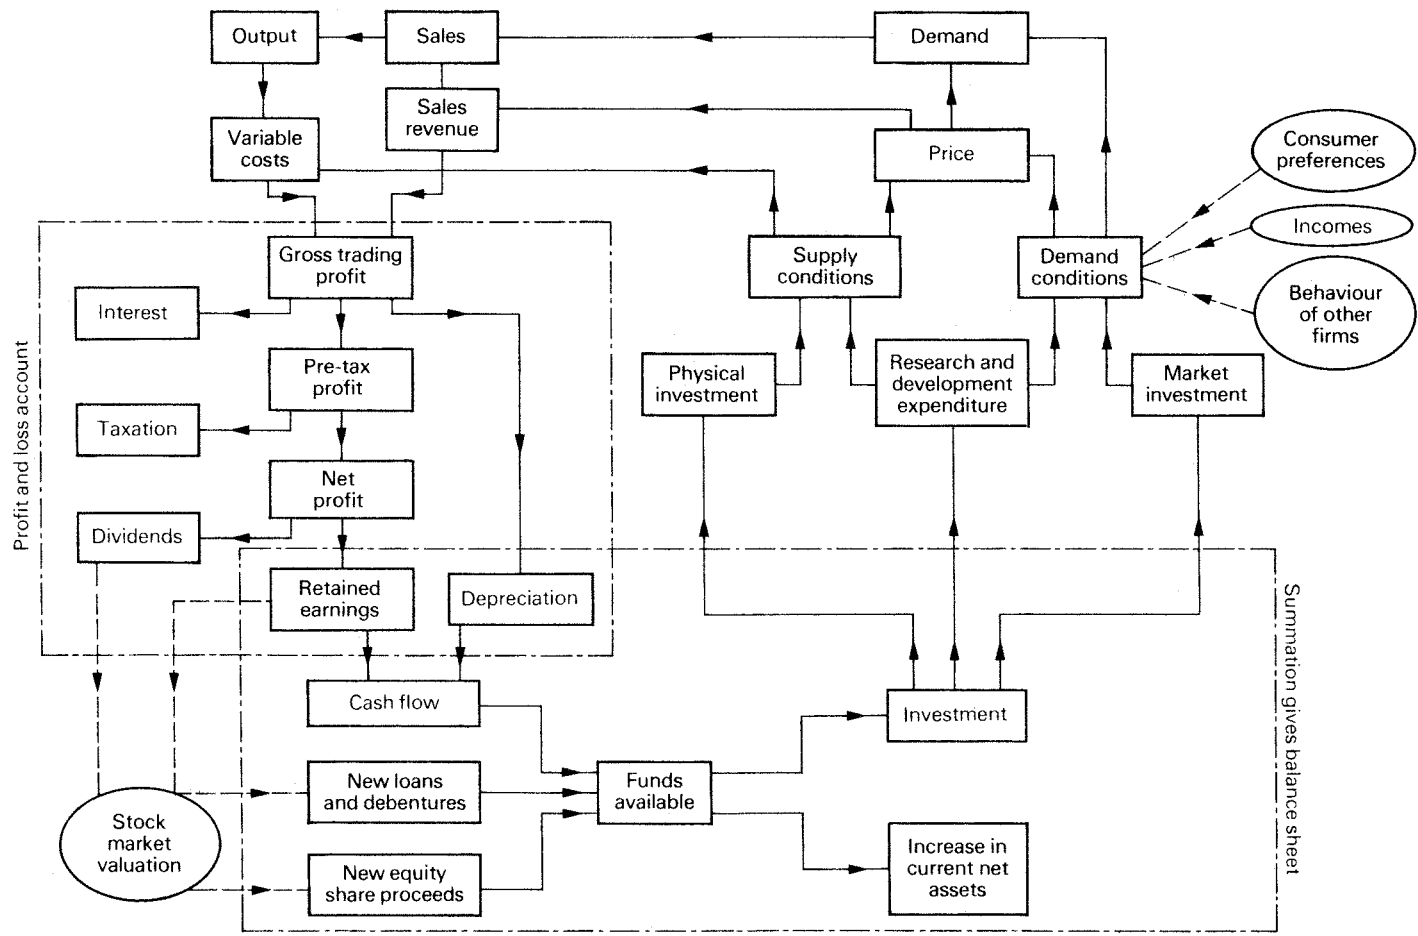 Output
Sales
Demand
Sales
revenue
Variable
costs
Price
Consumer
preferences
Incomes
Behaviour
of other
firms
Gross trading
profit
Supply
conditions
Demand
conditions
Interest
Pre-tax
profit
Physical
investment
Research and
development
expenditure
Market
investment
Profit and loss account
Taxation
Net
profit
Dividends
Retained
earnings
Depreciation
Summation gives balance sheet
Cash flow
Investment
New loans
and debentures
Funds
available
Stock
market
valuation
New equity
share proceeds
Increase in
current net
assets